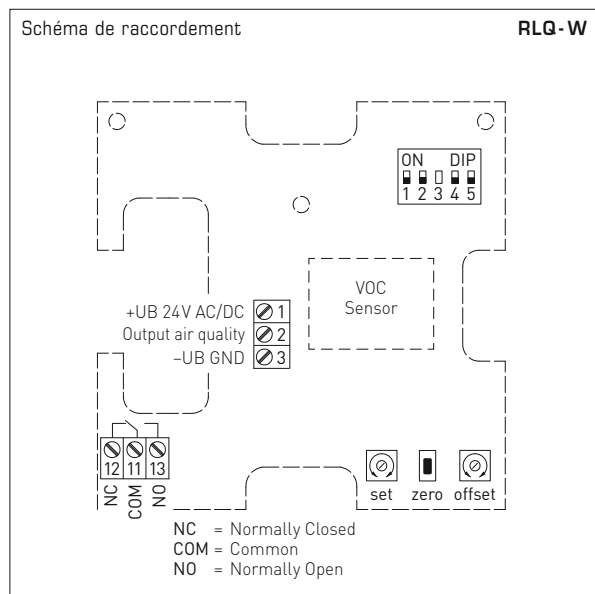 Schéma de raccordement RLQ-W
ON DIP
1 2 3 4 5
VOC
Sensor
+UB 24V AC/DC 1
Output air quality 2
–UB GND 3
12 11 13
NC COM NO
set zero offset
NC = Normally Closed
COM = Common
NO = Normally Open